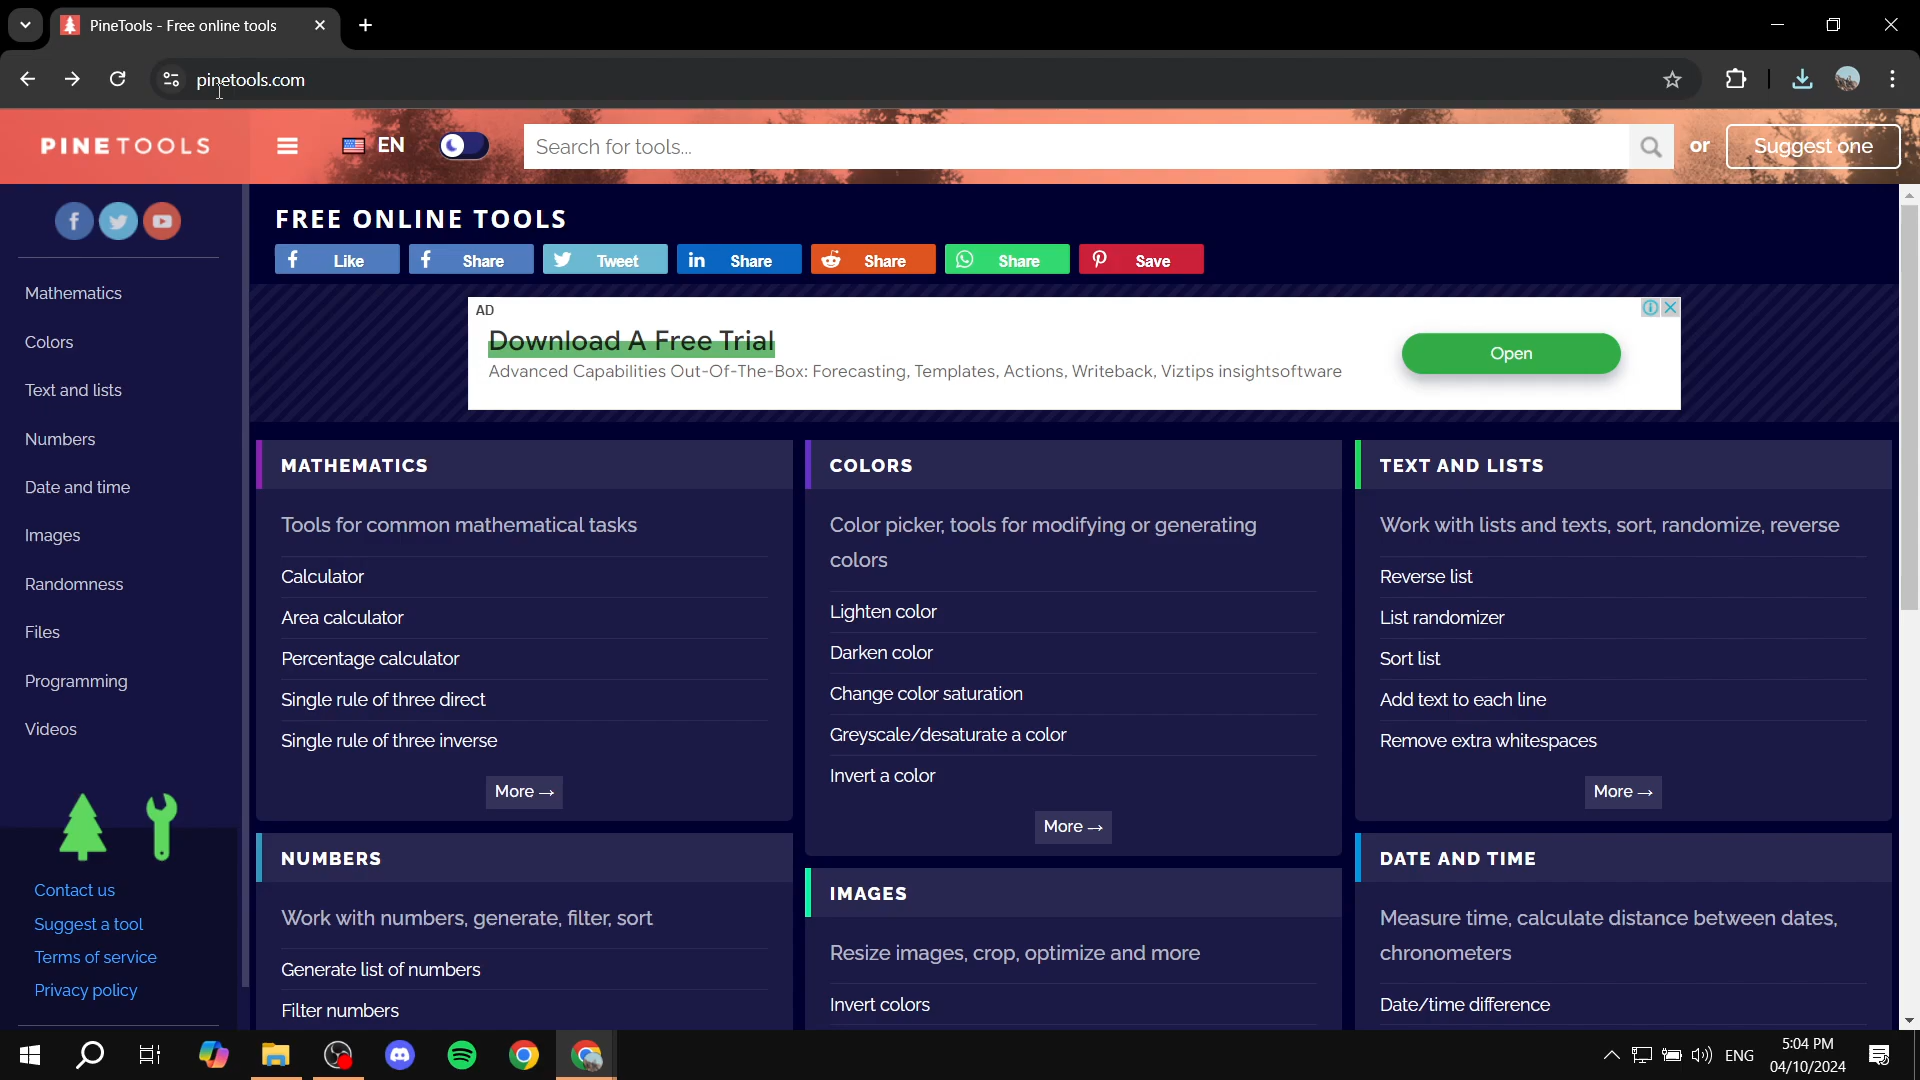 PineTools - Free online tools
pinetools.com
PINETOOLS
EN
Search for tools...
or
Suggest one
Mathematics
Colors
Text and lists
Numbers
Date and time
Images
Randomness
Files
Programming
Videos
Contact us
Suggest a tool
Terms of service
Privacy policy
FREE ONLINE TOOLS
Like
Share
Tweet
Share
Share
Share
Save
AD
Download A Free Trial
Advanced Capabilities Out-Of-The-Box: Forecasting, Templates, Actions, Writeback, Viztips insightsoftware
Open
MATHEMATICS
Tools for common mathematical tasks
Calculator
Area calculator
Percentage calculator
Single rule of three direct
Single rule of three inverse
More →
NUMBERS
Work with numbers, generate, filter, sort
Generate list of numbers
Filter numbers
COLORS
Color picker, tools for modifying or generating
colors
Lighten color
Darken color
Change color saturation
Greyscale/desaturate a color
Invert a color
More →
IMAGES
Resize images, crop, optimize and more
Invert colors
TEXT AND LISTS
Work with lists and texts, sort, randomize, reverse
Reverse list
List randomizer
Sort list
Add text to each line
Remove extra whitespaces
More →
DATE AND TIME
Measure time, calculate distance between dates,
chronometers
Date/time difference
ENG
5:04 PM
04/10/2024